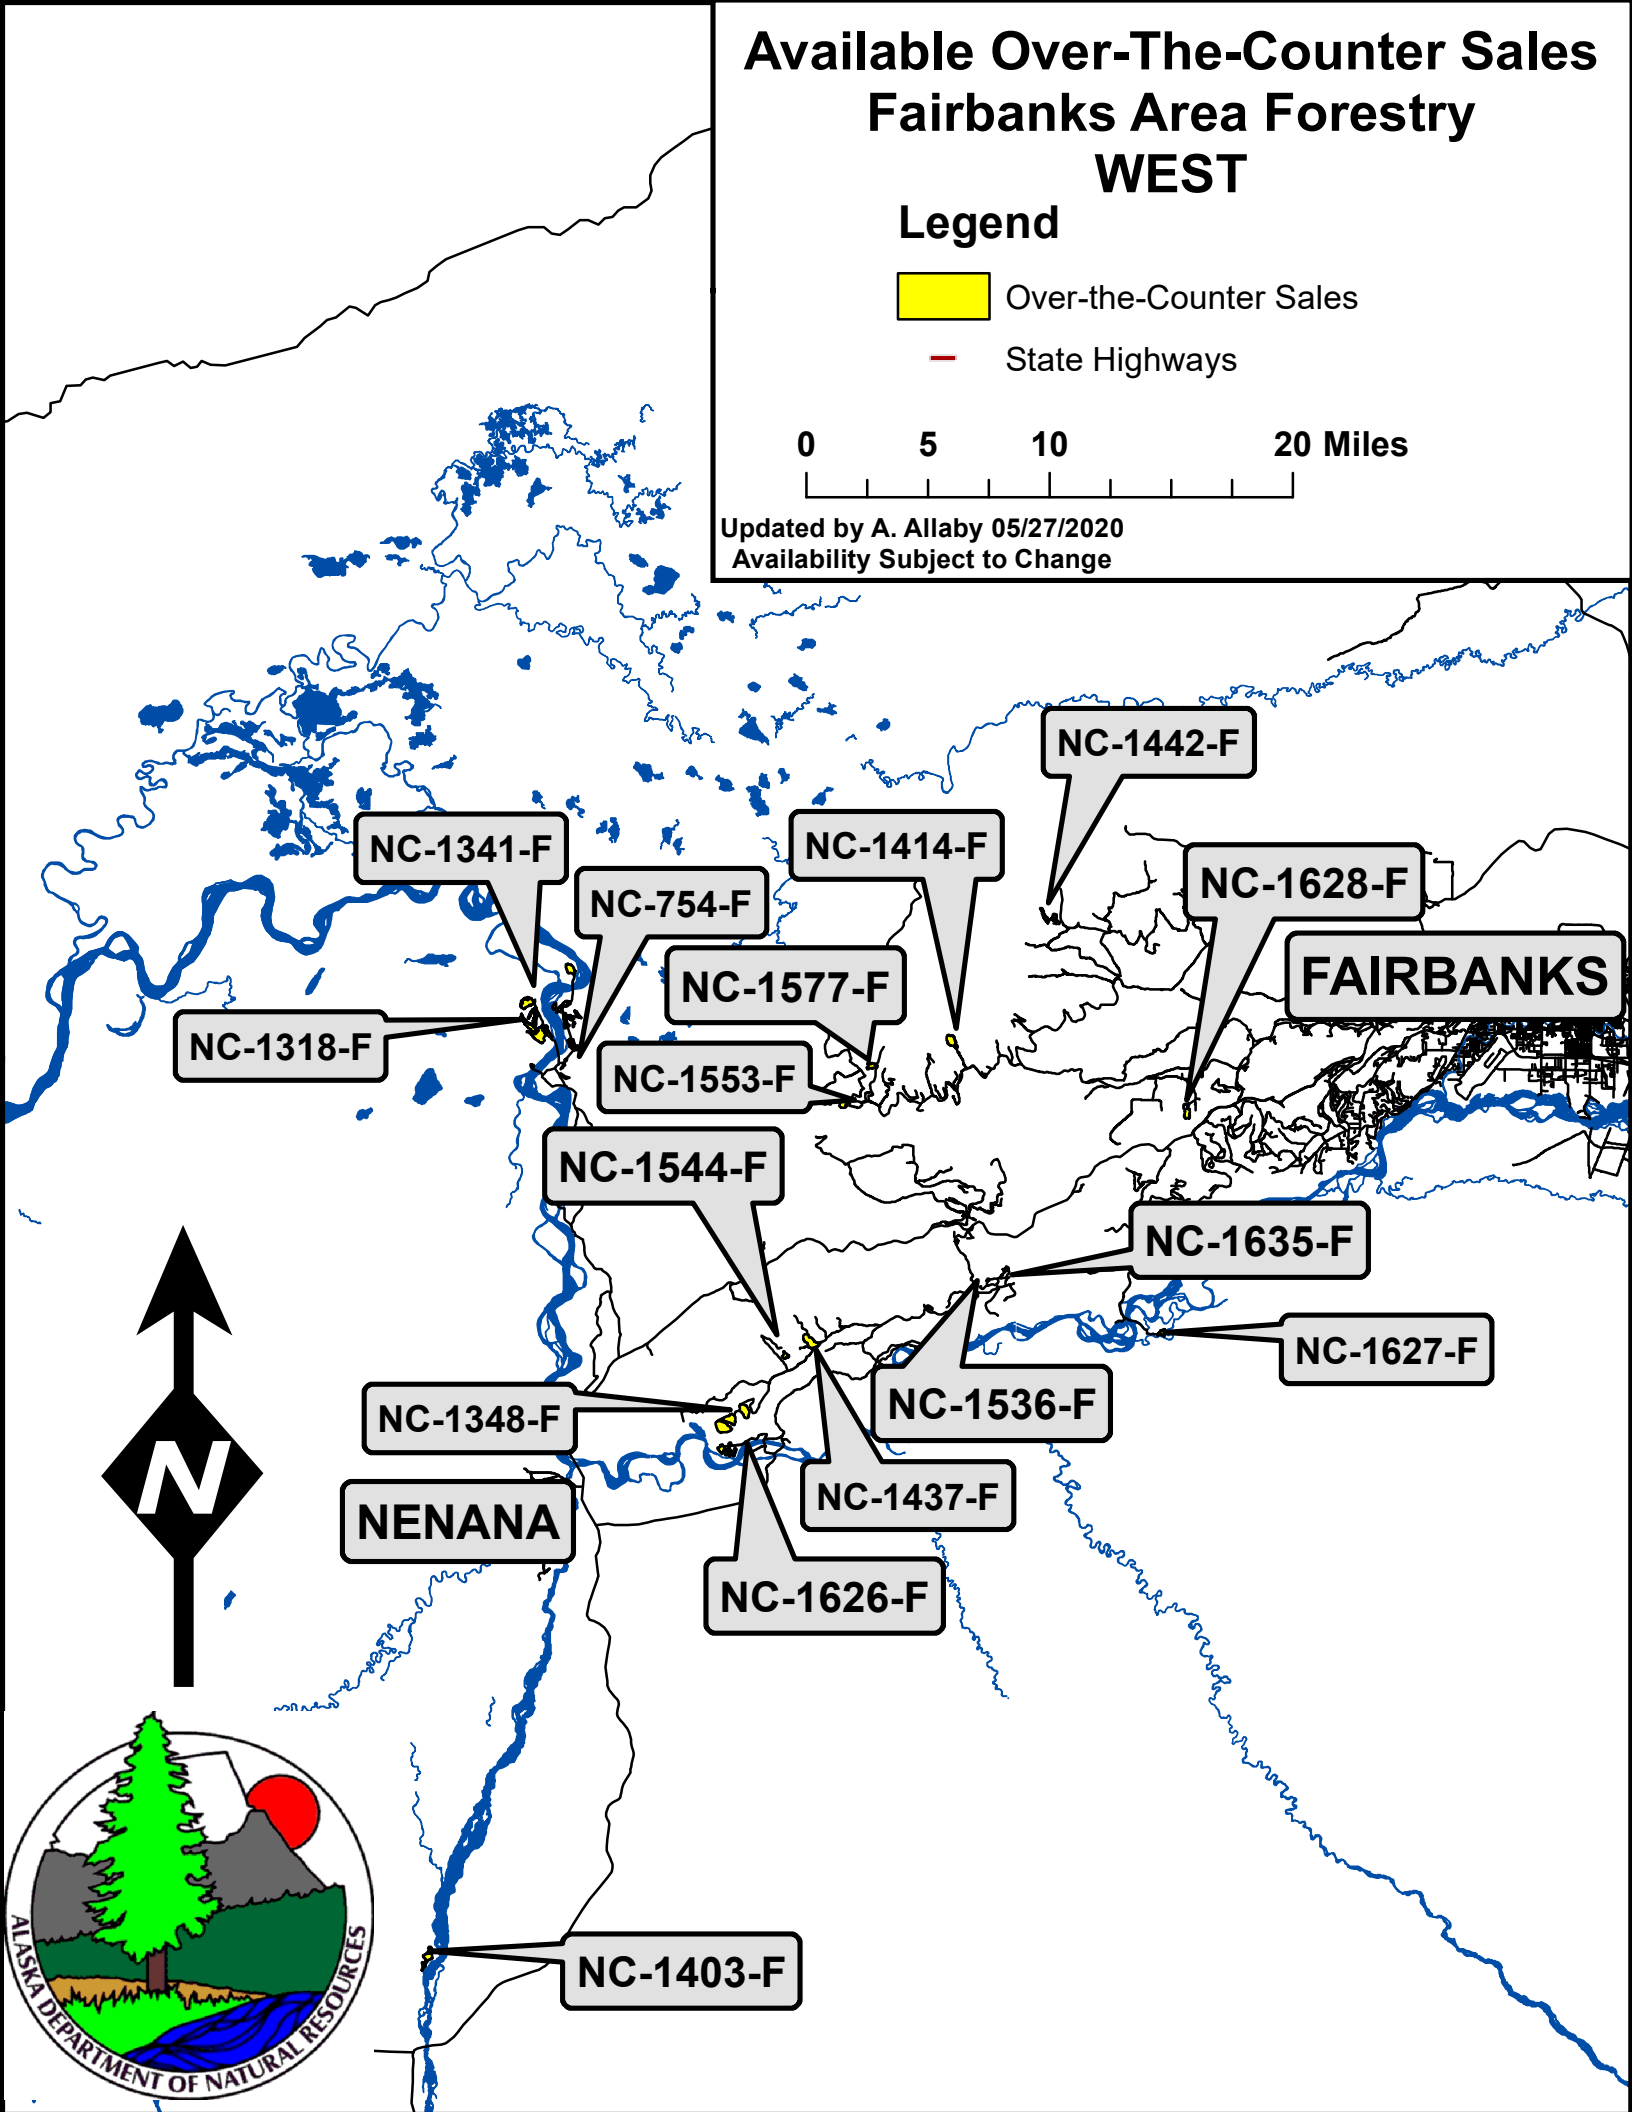 Available Over-The-Counter Sales
Fairbanks Area Forestry
WEST
Legend
Over-the-Counter Sales
State Highways
0 5 10 20 Miles
Updated by A. Allaby 05/27/2020
Availability Subject to Change
NC-1442-F
NC-1341-F
NC-1414-F
NC-1628-F
NC-754-F
FAIRBANKS
NC-1577-F
NC-1318-F
NC-1553-F
NC-1544-F
NC-1635-F
NC-1627-F
NC-1348-F
NC-1536-F
NC-1437-F
NENANA
NC-1626-F
N
NC-1403-F
ALASKA DEPARTMENT OF NATURAL RESOURCES